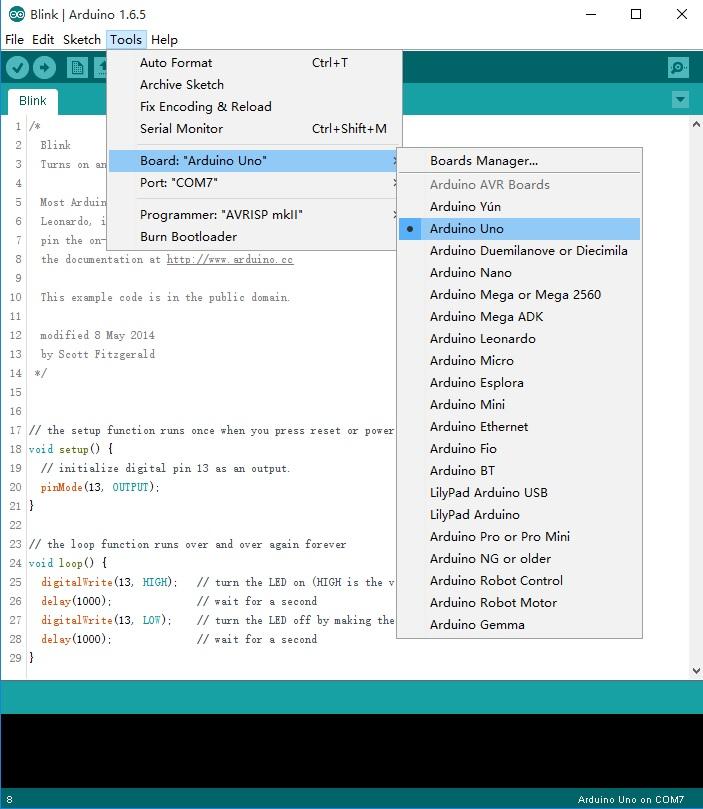 Blink | Arduino 1.6.5
File Edit Sketch Tools Help
Auto Format Ctrl+T
Archive Sketch
Fix Encoding & Reload
Serial Monitor Ctrl+Shift+M
Board: "Arduino Uno"
Port: "COM7"
Programmer: "AVRISP mkII"
Burn Bootloader
Boards Manager...
Arduino AVR Boards
Arduino Yún
Arduino Uno
Arduino Duemilanove or Diecimila
Arduino Nano
Arduino Mega or Mega 2560
Arduino Mega ADK
Arduino Leonardo
Arduino Micro
Arduino Esplora
Arduino Mini
Arduino Ethernet
Arduino Fio
Arduino BT
LilyPad Arduino USB
LilyPad Arduino
Arduino Pro or Pro Mini
Arduino NG or older
Arduino Robot Control
Arduino Robot Motor
Arduino Gemma
Blink
1 /*
2 Blink
3 Turns on an
4
5 Most Arduin
6 Leonardo, i
7 pin the on-
8 the documentation at http://www.arduino.cc
9
10 This example code is in the public domain.
11
12 modified 8 May 2014
13 by Scott Fitzgerald
14 */
15
16
17 // the setup function runs once when you press reset or power
18 void setup() {
19 // initialize digital pin 13 as an output.
20 pinMode(13, OUTPUT);
21 }
22
23 // the loop function runs over and over again forever
24 void loop() {
25 digitalWrite(13, HIGH); // turn the LED on (HIGH is the v
26 delay(1000); // wait for a second
27 digitalWrite(13, LOW); // turn the LED off by making the
28 delay(1000); // wait for a second
29 }
8 Arduino Uno on COM7